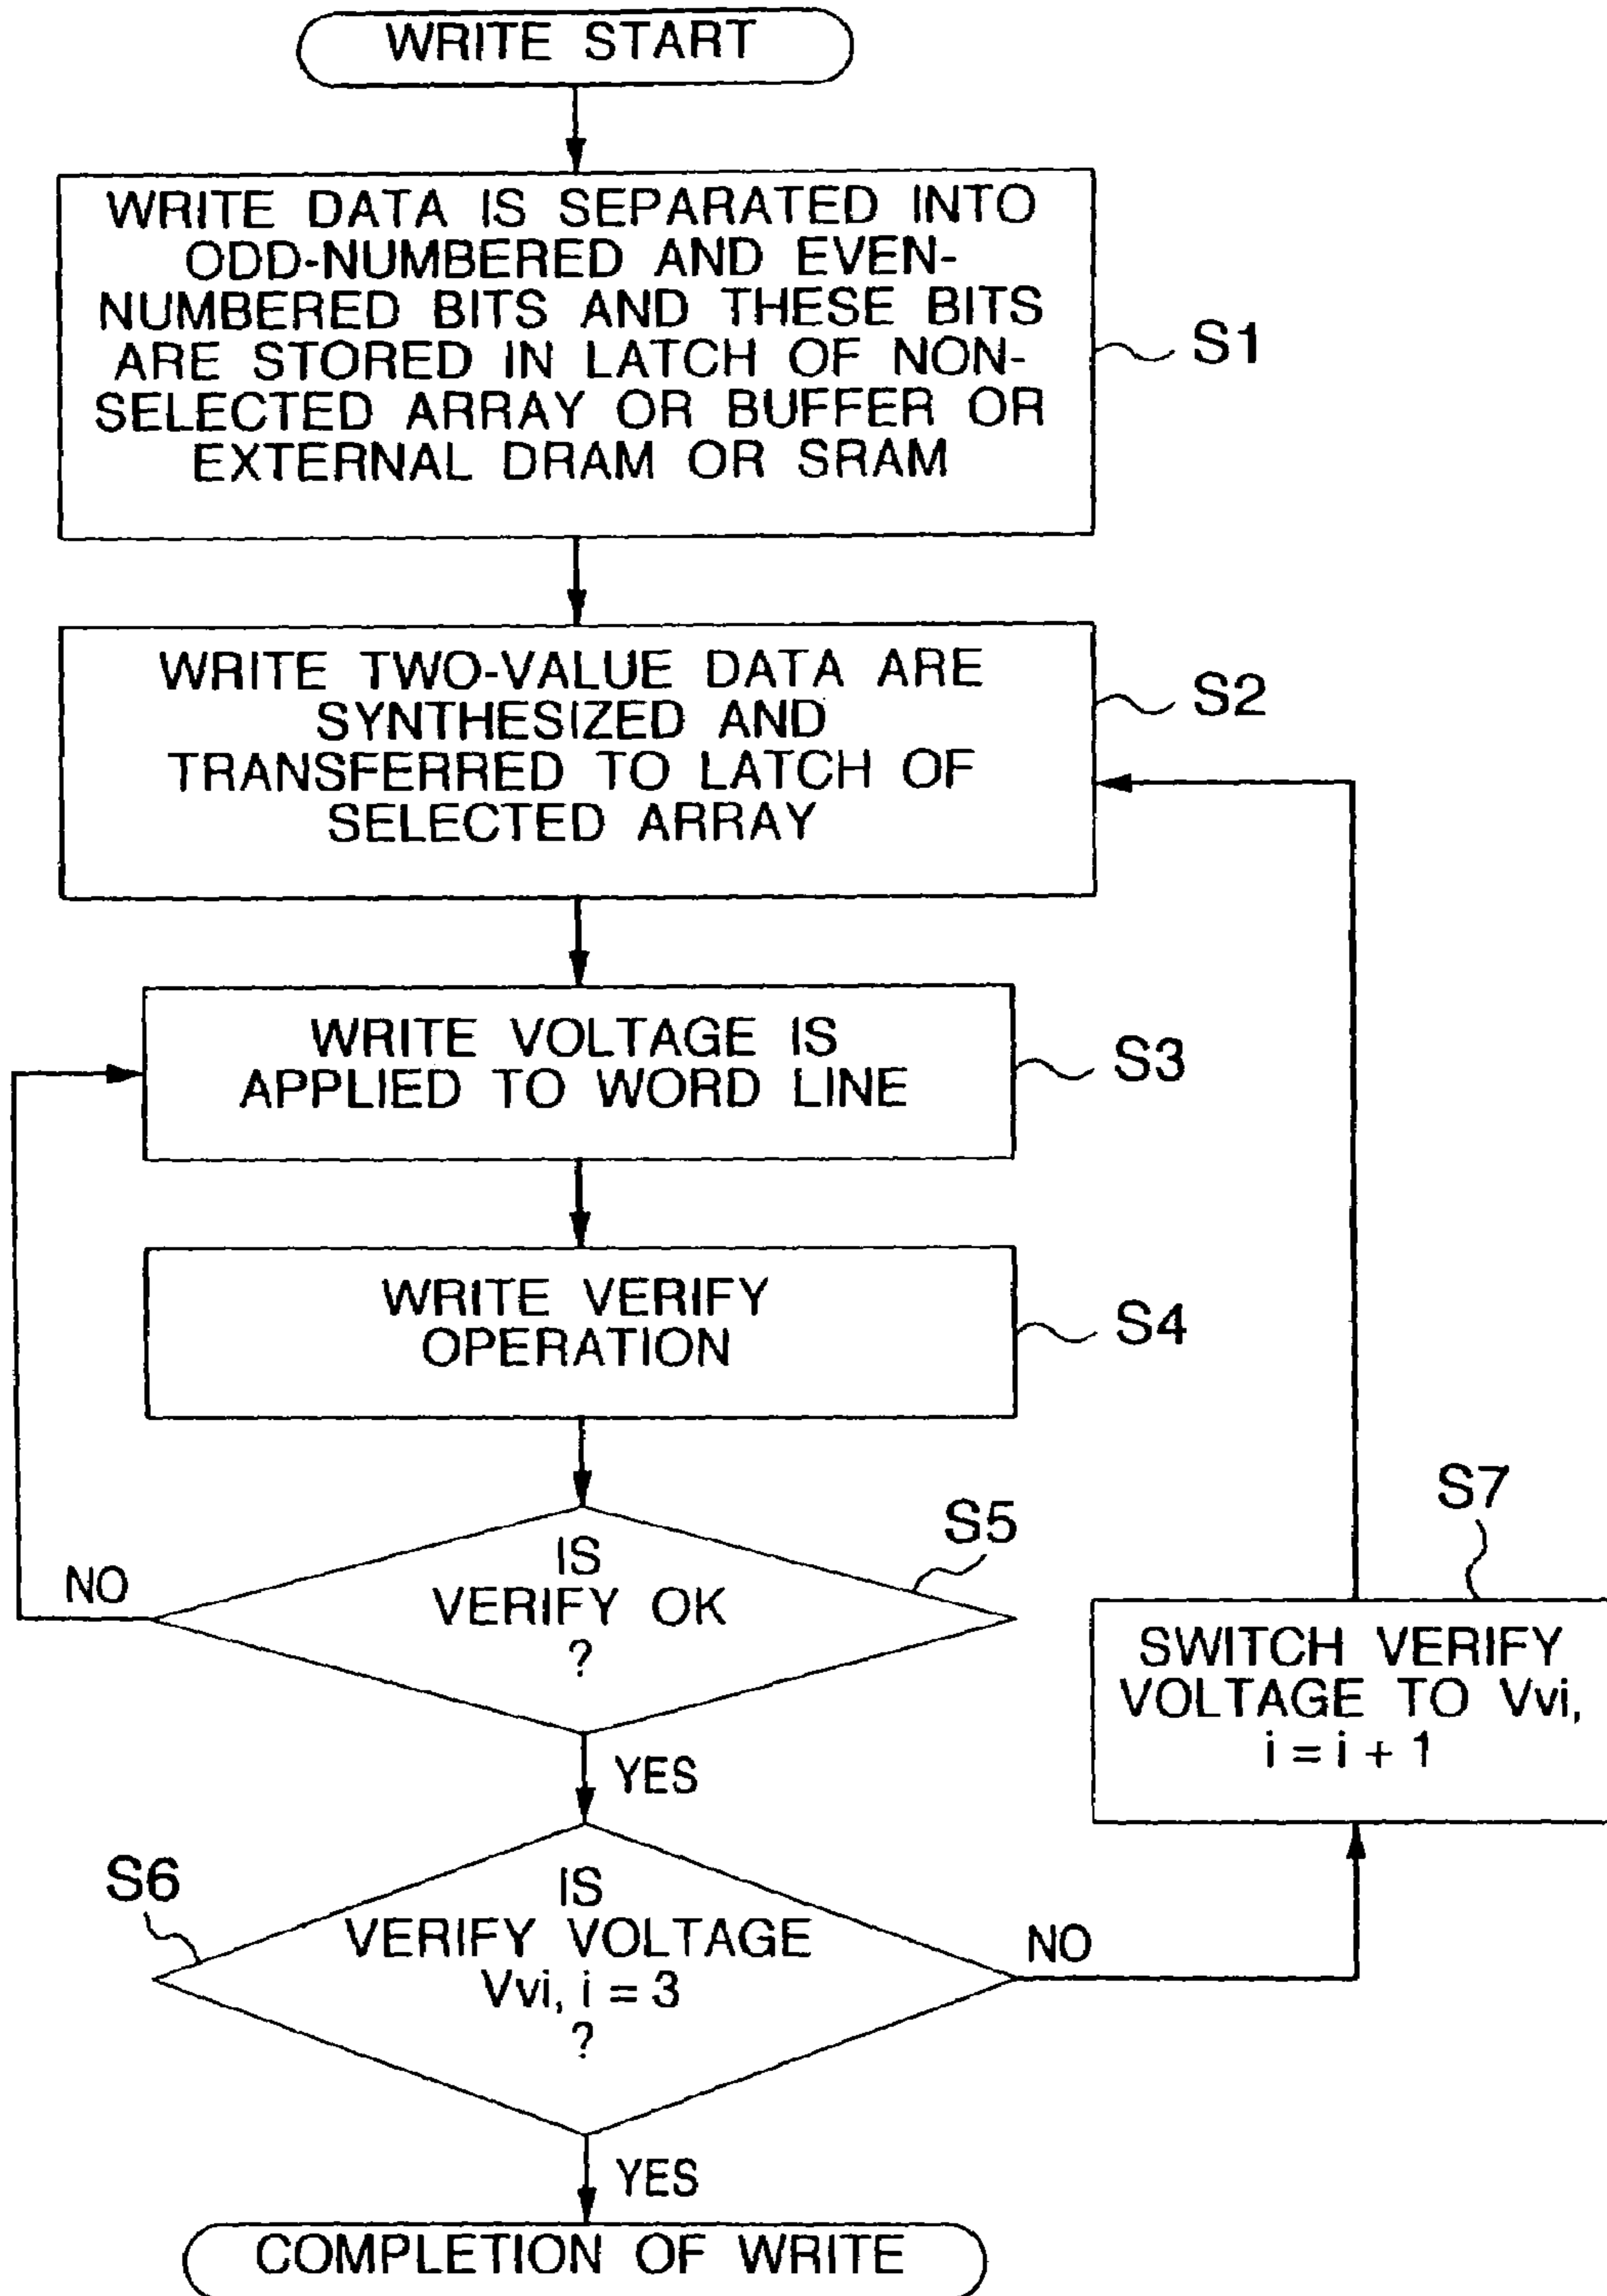 WRITE START
WRITE DATA IS SEPARATED INTO
ODD-NUMBERED AND EVEN-
NUMBERED BITS AND THESE BITS
ARE STORED IN LATCH OF NON-
SELECTED ARRAY OR BUFFER OR
EXTERNAL DRAM OR SRAM
S1
WRITE TWO-VALUE DATA ARE
SYNTHESIZED AND
TRANSFERRED TO LATCH OF
SELECTED ARRAY
S2
WRITE VOLTAGE IS
APPLIED TO WORD LINE
S3
WRITE VERIFY
OPERATION
S4
IS
VERIFY OK
?
S5
NO
YES
S7
SWITCH VERIFY
VOLTAGE TO Vvi,
i = i + 1
S6
IS
VERIFY VOLTAGE
Vvi, i = 3
?
NO
YES
COMPLETION OF WRITE